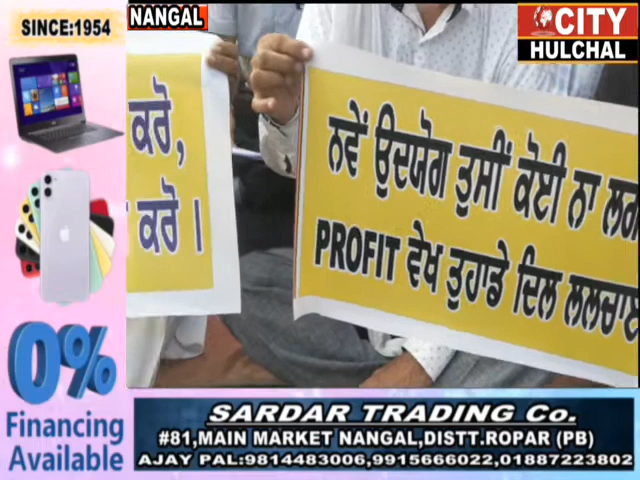 SINCE:1954
NANGAL
CITY
HULCHAL
ਕਰੋ,
ਕਰੋ ।
ਨਵੇਂ ਉਦਯੋਗ ਤੁਸੀਂ ਕੋਈ ਨਾ
PROFIT ਵੇਖ ਤੁਹਾਡੇ ਦਿਲ
0%
Financing
Available
SARDAR TRADING Co.
#81,MAIN MARKET NANGAL,DISTT.ROPAR (PB)
AJAY PAL:9814483006,9915666022,01887223802